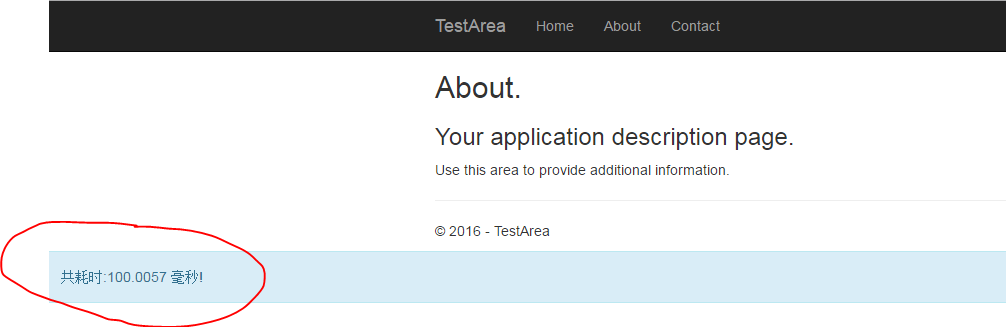 TestArea Home About Contact
About.
Your application description page.
Use this area to provide additional information.
© 2016 - TestArea
共耗时:100.0057 毫秒!